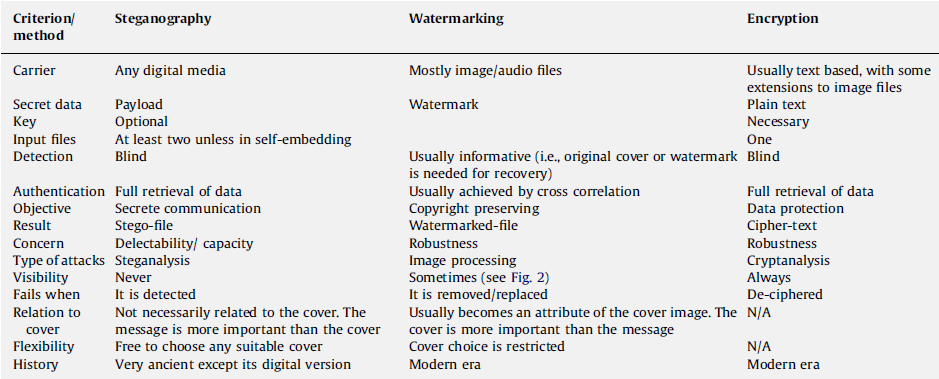 Criterion/ method Steganography Watermarking Encryption
Carrier Any digital media Mostly image/audio files Usually text based, with some extensions to image files
Secret data Payload Watermark Plain text
Key Optional Necessary
Input files At least two unless in self-embedding One
Detection Blind Usually informative (i.e., original cover or watermark is needed for recovery) Blind
Authentication Full retrieval of data Usually achieved by cross correlation Full retrieval of data
Objective Secrete communication Copyright preserving Data protection
Result Stego-file Watermarked-file Cipher-text
Concern Delectability/ capacity Robustness Robustness
Type of attacks Steganalysis Image processing Cryptanalysis
Visibility Never Sometimes (see Fig. 2) Always
Fails when It is detected It is removed/replaced De-ciphered
Relation to cover Not necessarily related to the cover. The message is more important than the cover Usually becomes an attribute of the cover image. The cover is more important than the message N/A
Flexibility Free to choose any suitable cover Cover choice is restricted N/A
History Very ancient except its digital version Modern era Modern era